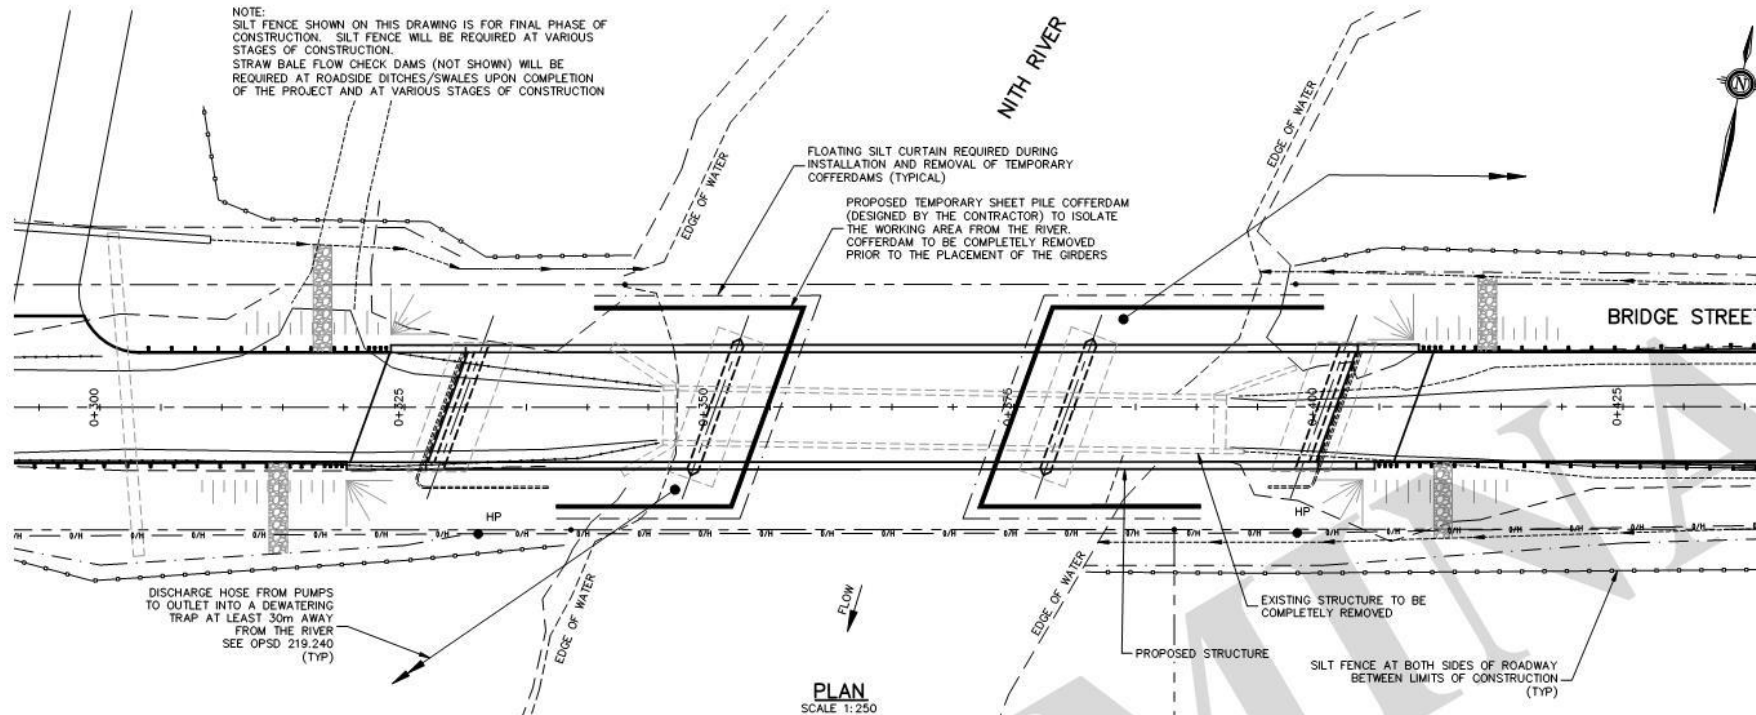 NOTE:
SILT FENCE SHOWN ON THIS DRAWING IS FOR FINAL PHASE OF
CONSTRUCTION. SILT FENCE WILL BE REQUIRED AT VARIOUS
STAGES OF CONSTRUCTION.
STRAW BALE FLOW CHECK DAMS (NOT SHOWN) WILL BE
REQUIRED AT ROADSIDE DITCHES/SWALES UPON COMPLETION
OF THE PROJECT AND AT VARIOUS STAGES OF CONSTRUCTION
NITH RIVER
N
EDGE OF WATER
EDGE OF WATER
FLOATING SILT CURTAIN REQUIRED DURING
INSTALLATION AND REMOVAL OF TEMPORARY
COFFERDAMS (TYPICAL)
PROPOSED TEMPORARY SHEET PILE COFFERDAM
(DESIGNED BY THE CONTRACTOR) TO ISOLATE
THE WORKING AREA FROM THE RIVER.
COFFERDAM TO BE COMPLETELY REMOVED
PRIOR TO THE PLACEMENT OF THE GIRDERS
BRIDGE STREET
0+300
0+325
0+350
0+375
0+400
0+425
HP
HP
O/H O/H O/H O/H O/H O/H O/H O/H O/H O/H O/H O/H O/H O/H O/H O/H O/H O/H O/H O/H O/H O/H O/H O/H O/H O/H O/H O/H
DISCHARGE HOSE FROM PUMPS
TO OUTLET INTO A DEWATERING
TRAP AT LEAST 30m AWAY
FROM THE RIVER
SEE OPSD 219.240
(TYP)
EDGE OF WATER
FLOW
EDGE OF WATER
EXISTING STRUCTURE TO BE
COMPLETELY REMOVED
PROPOSED STRUCTURE
SILT FENCE AT BOTH SIDES OF ROADWAY
BETWEEN LIMITS OF CONSTRUCTION
(TYP)
PLAN
SCALE 1:250
MINA